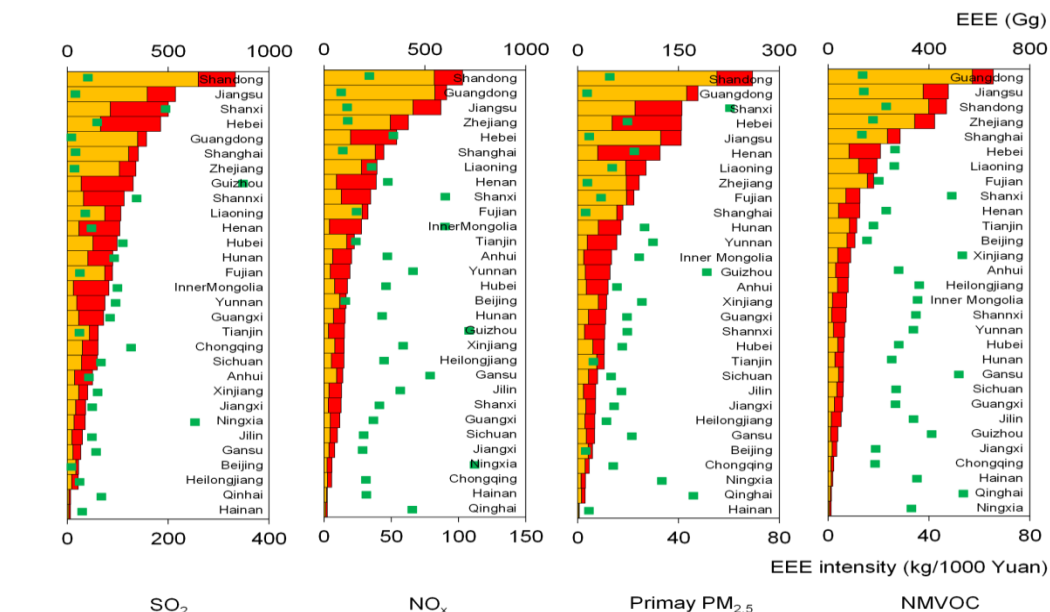 EEE (Gg)
0 500 1000
0 500 1000
0 150 300
0 400 800
Shandong
Jiangsu
Shanxi
Hebei
Guangdong
Shanghai
Zhejiang
Guizhou
Shannxi
Liaoning
Henan
Hubei
Hunan
Fujian
InnerMongolia
Yunnan
Guangxi
Tianjin
Chongqing
Sichuan
Anhui
Xinjiang
Jiangxi
Ningxia
Jilin
Gansu
Beijing
Heilongjiang
Qinhai
Hainan
0 200 400
SO2
Shandong
Guangdong
Jiangsu
Zhejiang
Hebei
Shanghai
Liaoning
Henan
Shanxi
Fujian
InnerMongolia
Tianjin
Anhui
Yunnan
Hubei
Beijing
Hunan
Guizhou
Xinjiang
Heilongjiang
Gansu
Jilin
Shanxi
Guangxi
Sichuan
Jiangxi
Ningxia
Chongqing
Hainan
Qinghai
0 50 100 150
NOx
Shandong
Guangdong
Shanxi
Hebei
Jiangsu
Henan
Liaoning
Zhejiang
Fujian
Shanghai
Hunan
Yunnan
Inner Mongolia
Guizhou
Anhui
Xinjiang
Guangxi
Shannxi
Hubei
Tianjin
Sichuan
Jilin
Jiangxi
Heilongjiang
Gansu
Beijing
Chongqing
Ningxia
Qinghai
Hainan
0 40 80
Primay PM2.5
Guangdong
Jiangsu
Shandong
Zhejiang
Shanghai
Hebei
Liaoning
Fujian
Shanxi
Henan
Tianjin
Beijing
Xinjiang
Anhui
Heilongjiang
Inner Mongolia
Shannxi
Yunnan
Hubei
Hunan
Gansu
Sichuan
Guangxi
Jilin
Guizhou
Jiangxi
Chongqing
Hainan
Qinghai
Ningxia
0 40 80
EEE intensity (kg/1000 Yuan)
NMVOC